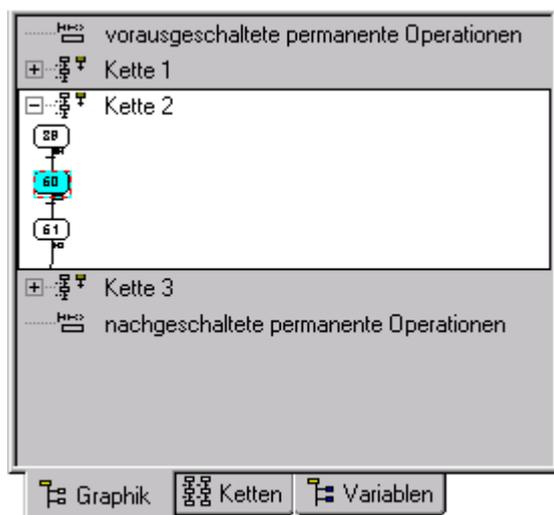 vorausgeschaltete permanente Operationen
Kette 1
Kette 2
60
61
Kette 3
nachgeschaltete permanente Operationen
Graphik Ketten Variablen